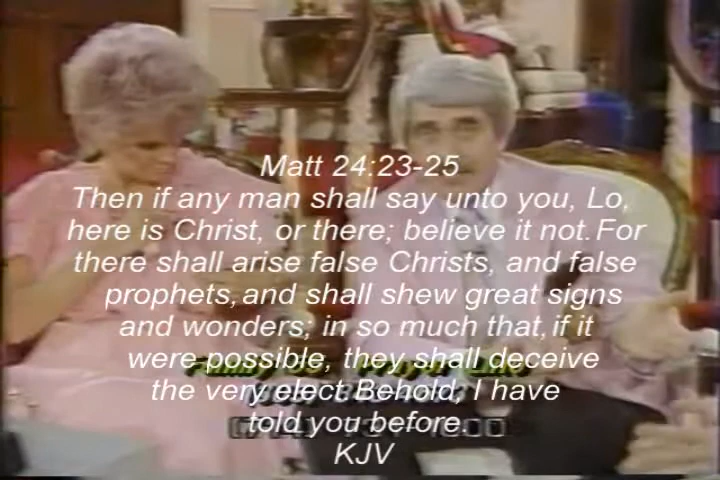 Matt 24:23-25
Then if any man shall say unto you, Lo,
here is Christ, or there; believe it not. For
there shall arise false Christs, and false
prophets, and shall shew great signs
and wonders; in so much that, if it
were possible, they shall deceive
the very elect. Behold, I have
told you before.
KJV